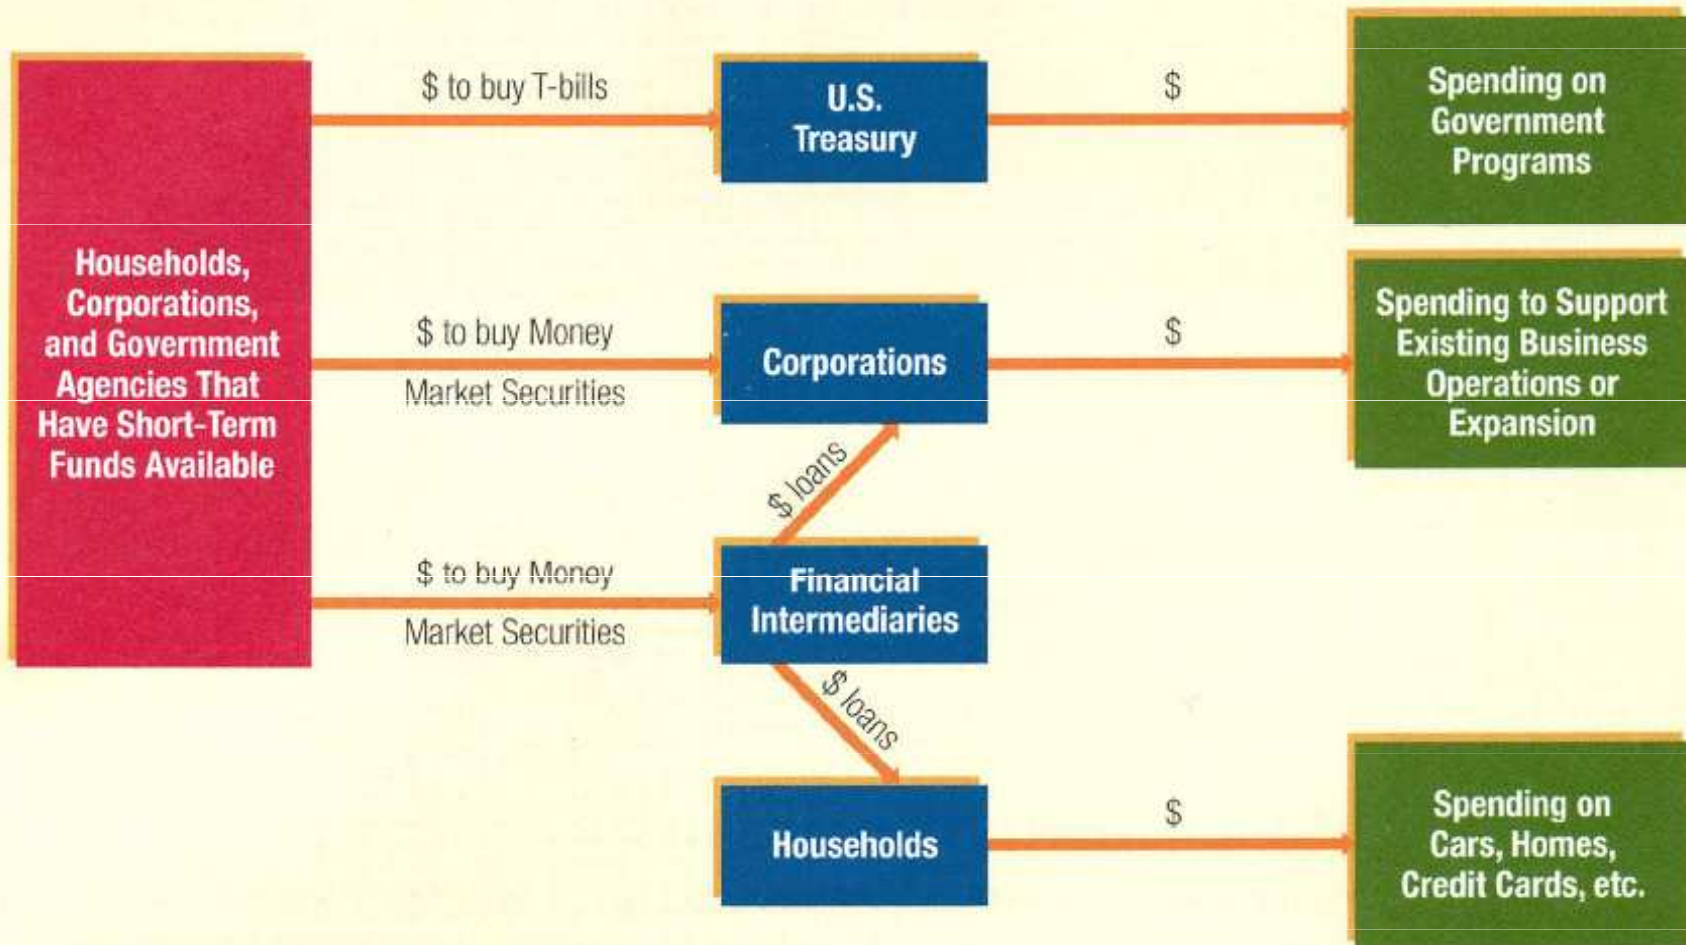 Households,
Corporations,
and Government
Agencies That
Have Short-Term
Funds Available
$ to buy T-bills
U.S.
Treasury
$
Spending on
Government
Programs
$ to buy Money
Market Securities
Corporations
$
Spending to Support
Existing Business
Operations or
Expansion
$ loans
$ to buy Money
Market Securities
Financial
Intermediaries
$ loans
Households
$
Spending on
Cars, Homes,
Credit Cards, etc.